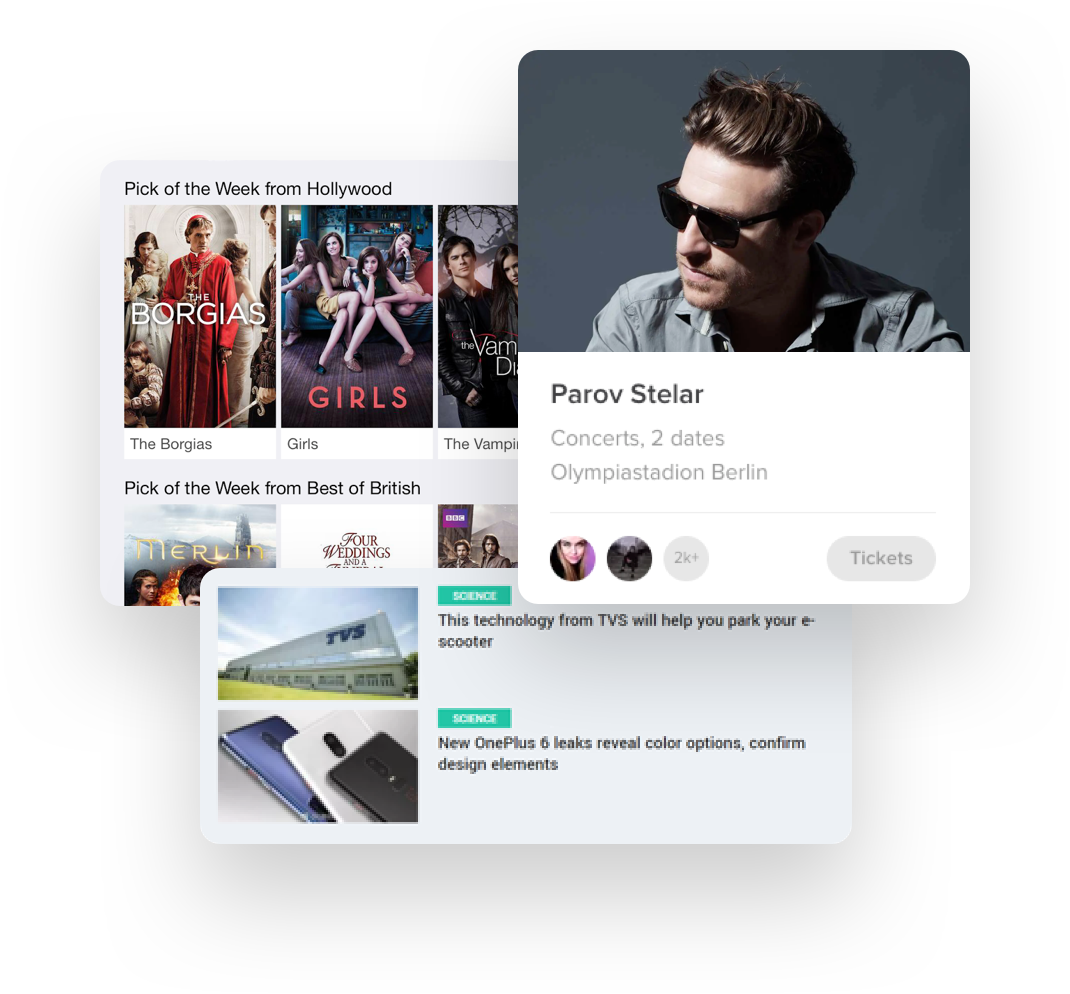 Pick of the Week from Hollywood
THE
BORGIAS
GIRLS
the Vam
Di
The Borgias
Girls
The Vampi
Pick of the Week from Best of British
MERLIN
FOUR
WEDDINGS
AND A
BBC
Parov Stelar
Concerts, 2 dates
Olympiastadion Berlin
2k+
Tickets
TVS
SCIENCE
This technology from TVS will help you park your e-
scooter
SCIENCE
New OnePlus 6 leaks reveal color options, confirm
design elements